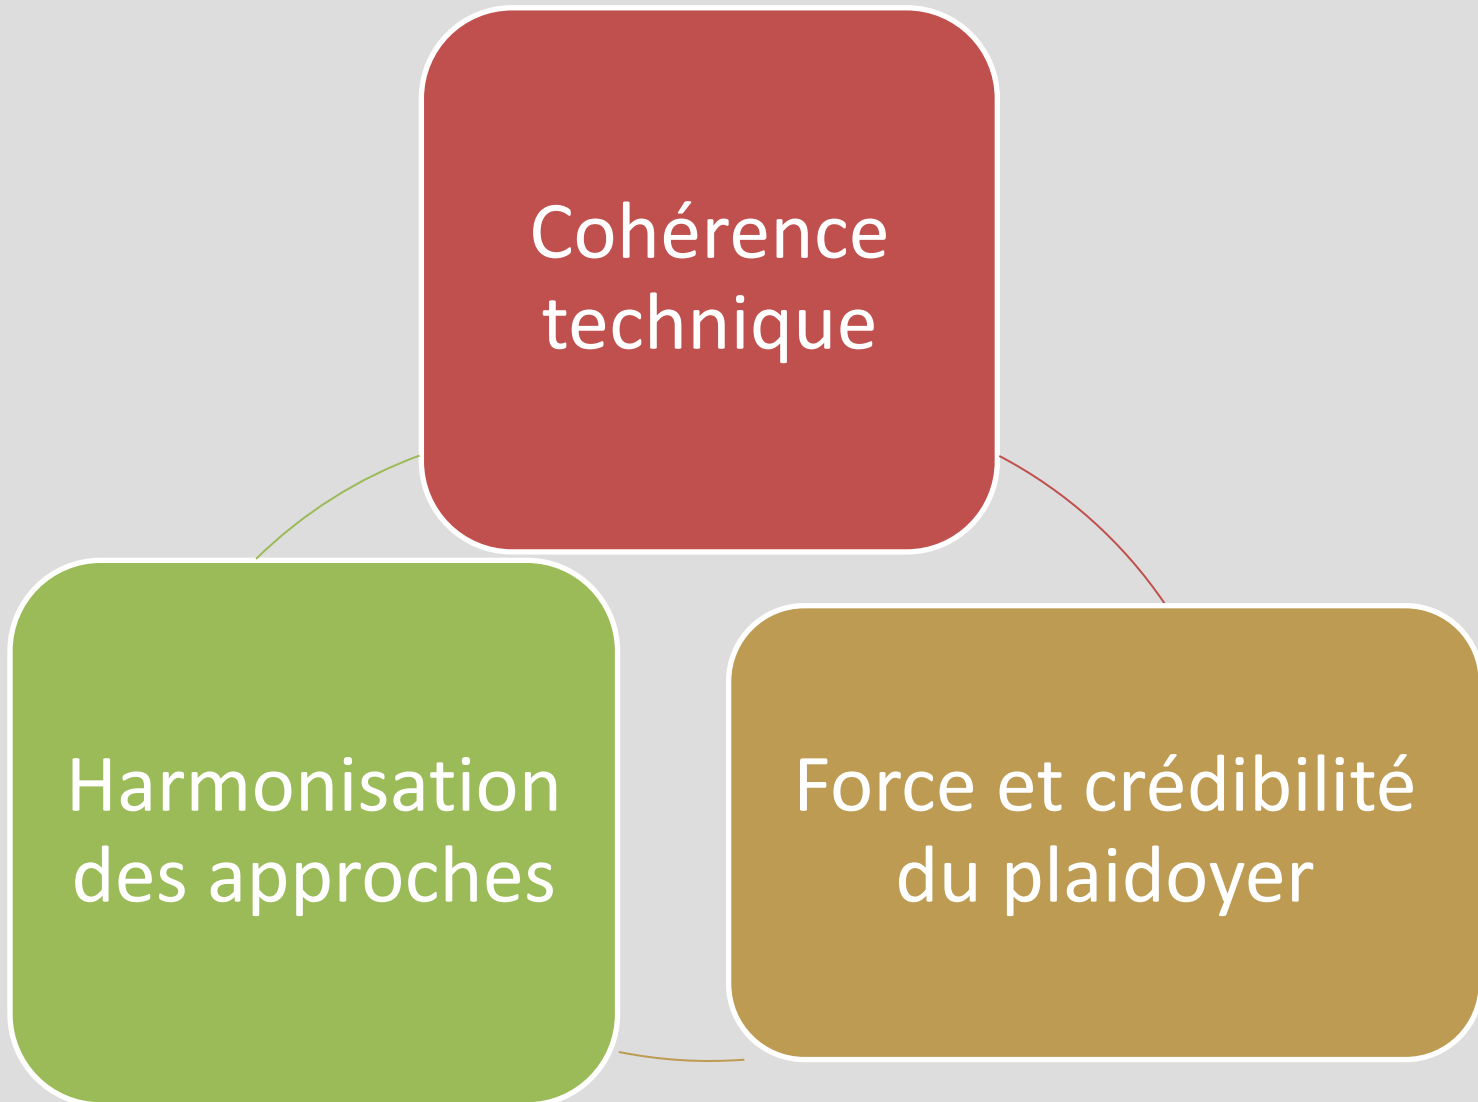 Cohérence
technique
Harmonisation
des approches
Force et crédibilité
du plaidoyer